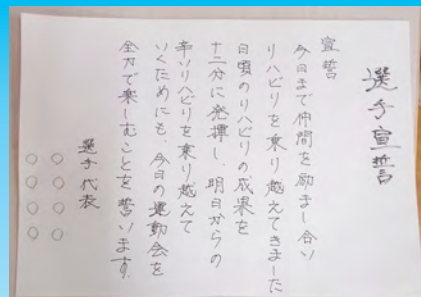 選手宣誓
宣誓
今日まで仲間を励まし合い
リハビリを乗り越えてきました
日頃のリハビリの成果を
十二分に発揮し、明日からの
辛いリハビリを乗り越えて
いくためにも、今日の運動会を
全力で楽しむことを誓います。
選手代表
○○○○
○○○○